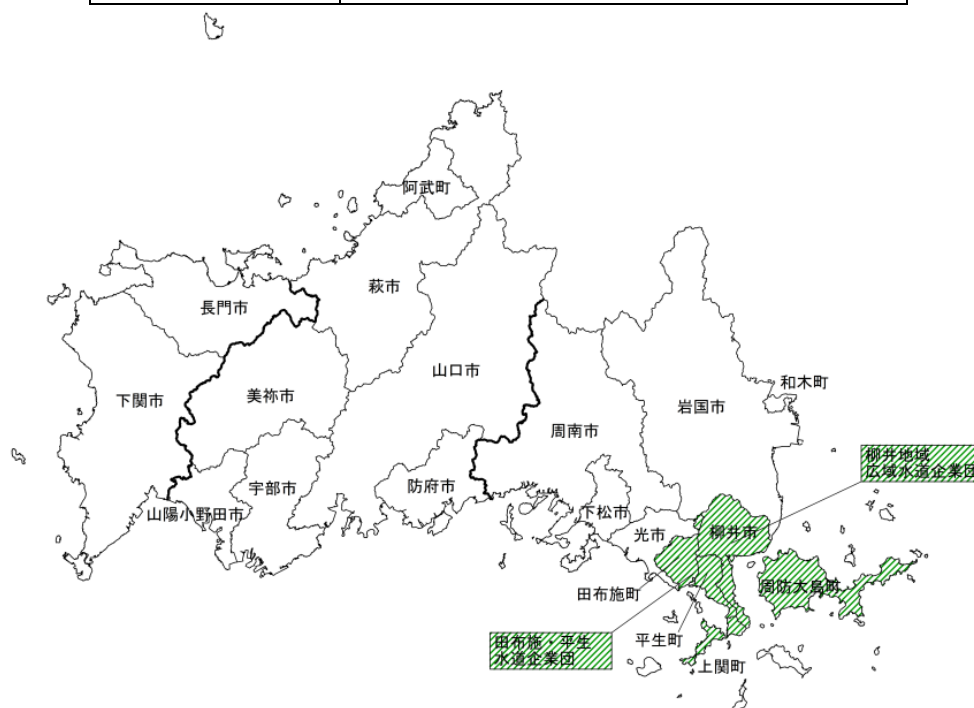 阿武町
萩市
長門市
山口市
和木町
美祢市
下関市
岩国市
周南市
柳井地域
広域水道企業団
宇部市
防府市
山陽小野田市
下松市
光市
柳井市
周防大島町
田布施町
田布施・平生
水道企業団
平生町
上関町